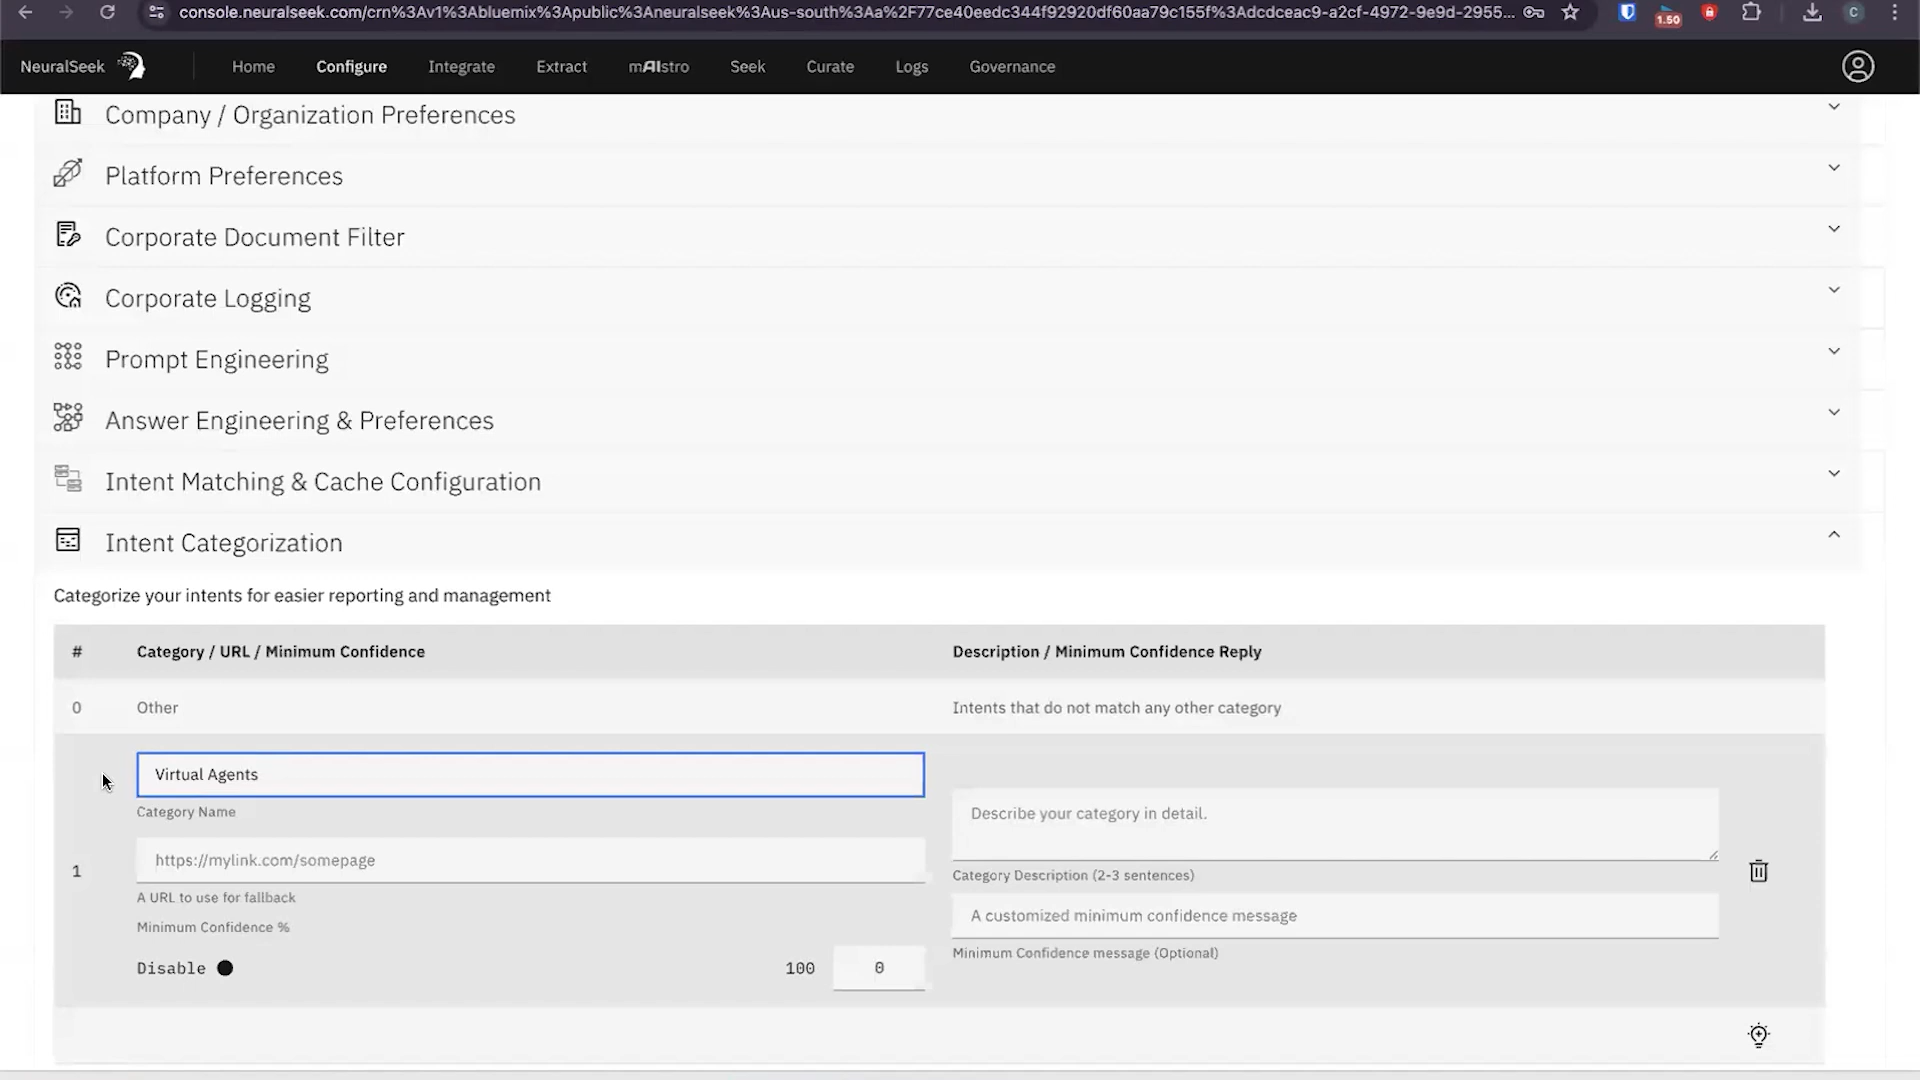 console.neuralseek.com/crn%3Av1%3Abluemix%3Apublic%3Aneuralseek%3Aus-south%3Aa%2F77ce40eedc344f92920df60aa79c155f%3Adcdceac9-a2cf-4972-9e9d-2955...
1.50
C
NeuralSeek
Home
Configure
Integrate
Extract
mAIstro
Seek
Curate
Logs
Governance
Company / Organization Preferences
Platform Preferences
Corporate Document Filter
Corporate Logging
Prompt Engineering
Answer Engineering & Preferences
Intent Matching & Cache Configuration
Intent Categorization
Categorize your intents for easier reporting and management
# Category / URL / Minimum Confidence Description / Minimum Confidence Reply
0 Other Intents that do not match any other category
Virtual Agents
Category Name
Describe your category in detail.
https://mylink.com/somepage
1
Category Description (2-3 sentences)
A URL to use for fallback
A customized minimum confidence message
Minimum Confidence %
Minimum Confidence message (Optional)
Disable 100 0